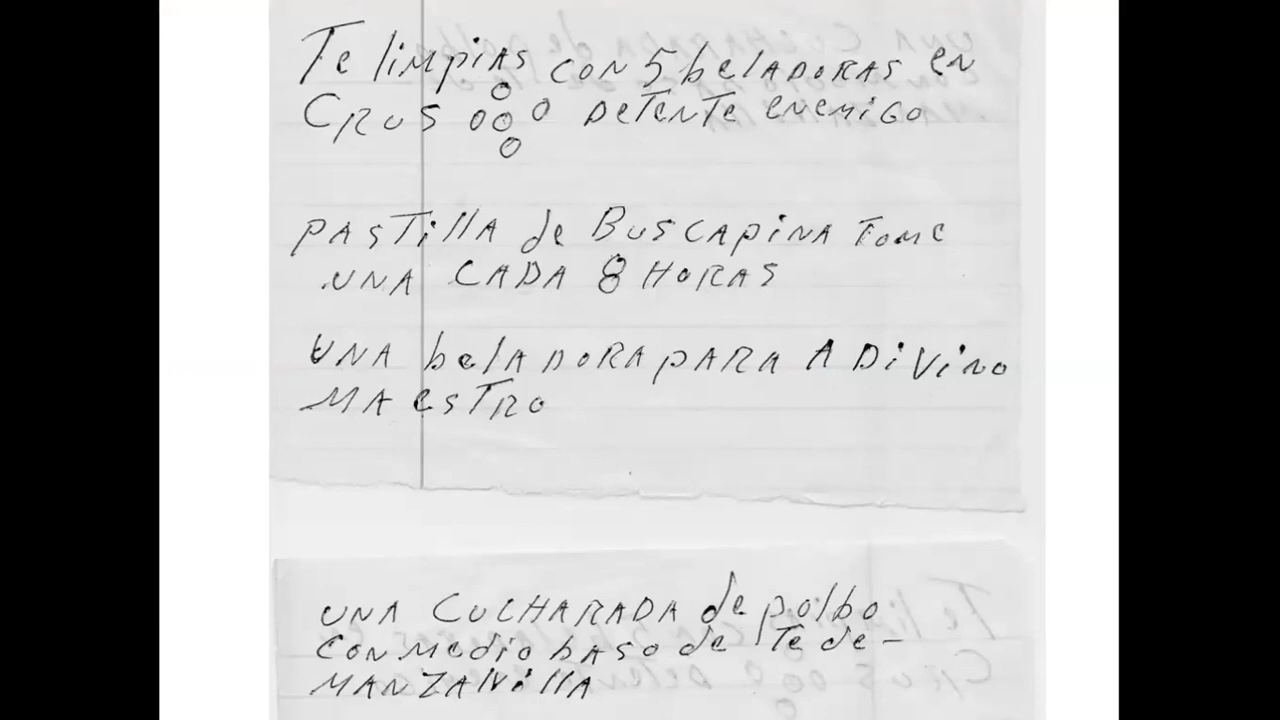 Te limpias con 5 beladoras en
Crus detente enemigo
pastilla de Buscapina tome
una cada 8 horas
una beladora para A Divino
Maestro
una cucharada de polbo
con medio baso de Te de -
manzanilla